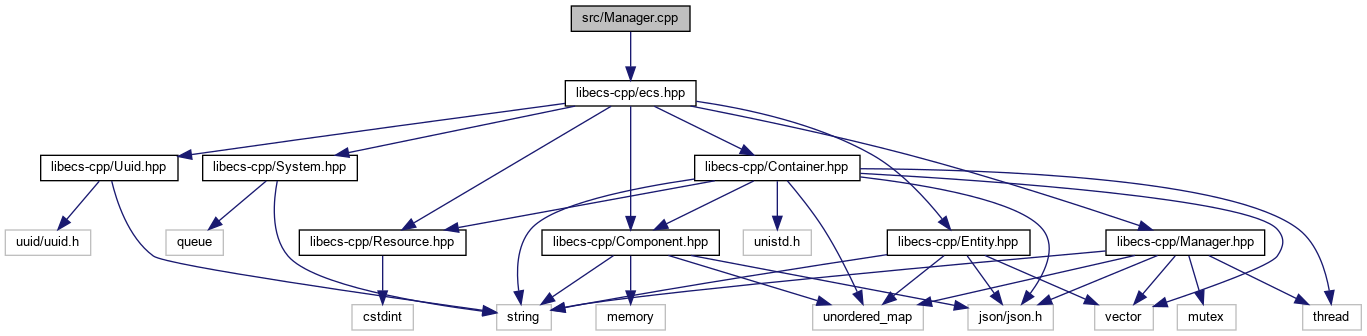 src/Manager.cpp
libecs-cpp/ecs.hpp
libecs-cpp/Uuid.hpp
libecs-cpp/System.hpp
libecs-cpp/Container.hpp
uuid/uuid.h
queue
libecs-cpp/Resource.hpp
libecs-cpp/Component.hpp
unistd.h
libecs-cpp/Entity.hpp
libecs-cpp/Manager.hpp
cstdint
string
memory
unordered_map
json/json.h
vector
mutex
thread